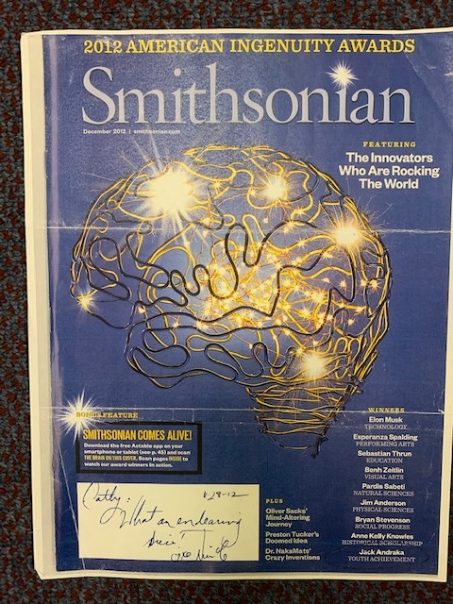 2012 AMERICAN INGENUITY AWARDS
Smithsonian
December 2012 | smithsonian.com
FEATURING
The Innovators
Who Are Rocking
The World
BONUS FEATURE
SMITHSONIAN COMES ALIVE!
Download the free Autable app on your
smartphone or tablet (see p. 45) and scan
THE BRAIN ON THIS COVER. Scan pages INSIDE to
watch our award winners in action.
WINNERS
Elon Musk
TECHNOLOGY
Esperanza Spalding
PERFORMING ARTS
Sebastian Thrun
EDUCATION
Benh Zeitlin
VISUAL ARTS
Pardis Sabeti
NATURAL SCIENCES
Jim Anderson
PHYSICAL SCIENCES
Bryan Stevenson
SOCIAL PROGRESS
Anne Kelly Knowles
HISTORICAL SCHOLARSHIP
Jack Andraka
YOUTH ACHIEVEMENT
PLUS
Oliver Sacks'
Mind-Altering
Journey
Preston Tucker's
Doomed Idea
Dr. NakaMats'
Crazy Inventions
What an endearing